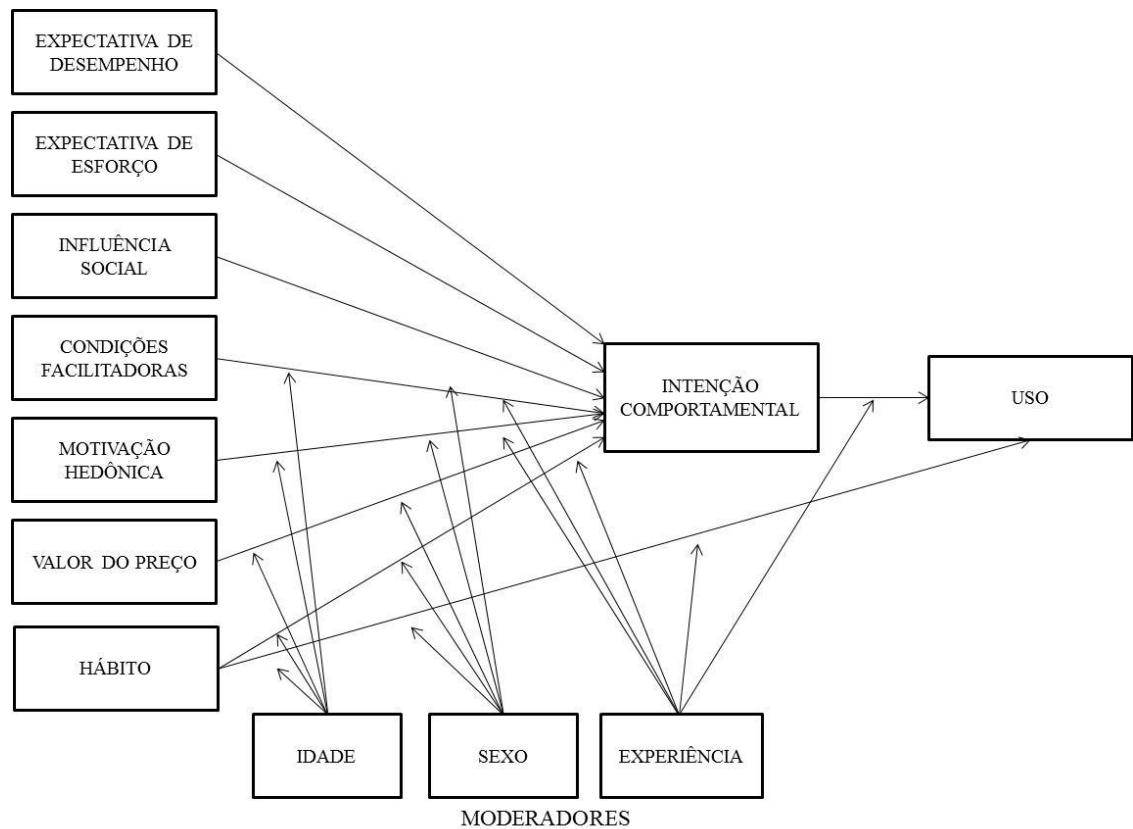 EXPECTATIVA DE
DESEMPENHO
EXPECTATIVA DE
ESFORÇO
INFLUÊNCIA
SOCIAL
CONDIÇÕES
FACILITADORAS
MOTIVAÇÃO
HEDÔNICA
VALOR DO PREÇO
HÁBITO
INTENÇÃO
COMPORTAMENTAL
USO
IDADE
SEXO
EXPERIÊNCIA
MODERADORES